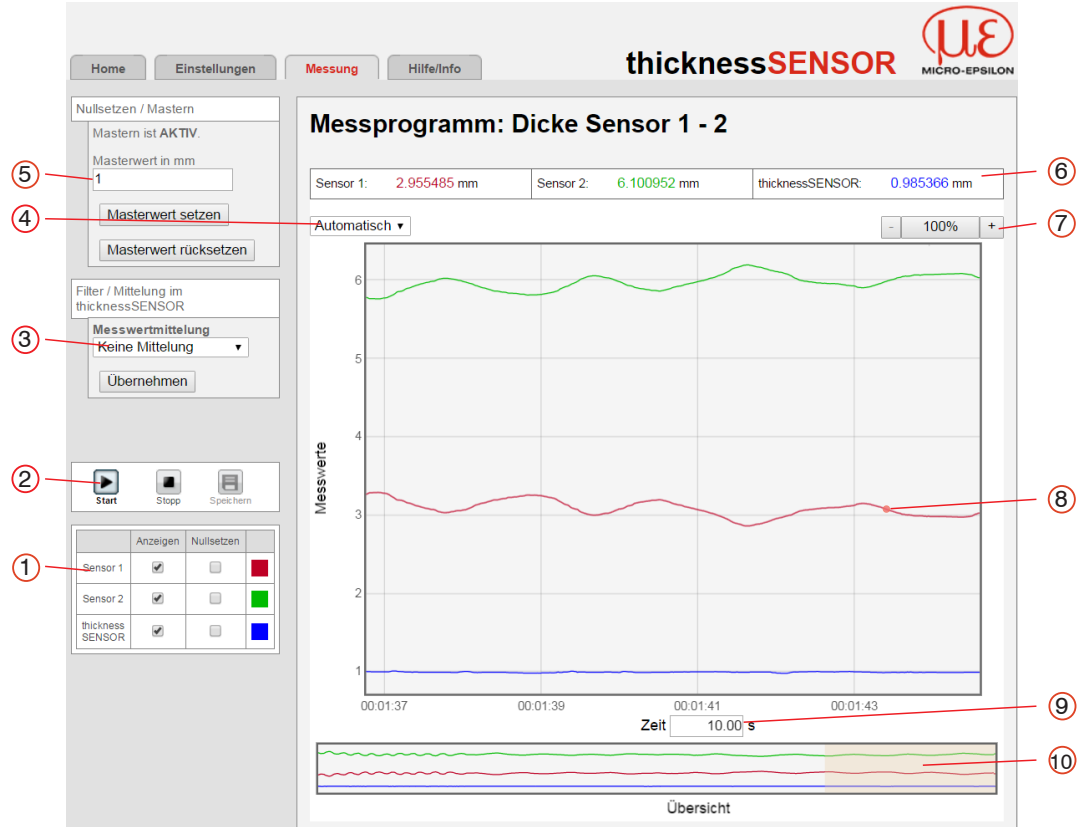 με
MICRO-EPSILON
thicknessSENSOR
Home Einstellungen Messung Hilfe/Info
Nullsetzen / Mastern
Mastern ist AKTIV.
Masterwert in mm
5
1
Masterwert setzen
4
Masterwert rücksetzen
Filter / Mittelung im
thicknessSENSOR
Messwertmittelung
3
Keine Mittelung ▼
Übernehmen
2
Start Stopp Speichern
Anzeigen Nullsetzen
1
Sensor 1
Sensor 2
thickness
SENSOR
Messprogramm: Dicke Sensor 1 - 2
Sensor 1: 2.955485 mm Sensor 2: 6.100952 mm thicknessSENSOR: 0.985366 mm
6
Automatisch ▼
- 100% +
7
Messwerte
6
5
4
3
2
1
8
00:01:37 00:01:39 00:01:41 00:01:43
Zeit 10.00 s
9
10
Übersicht